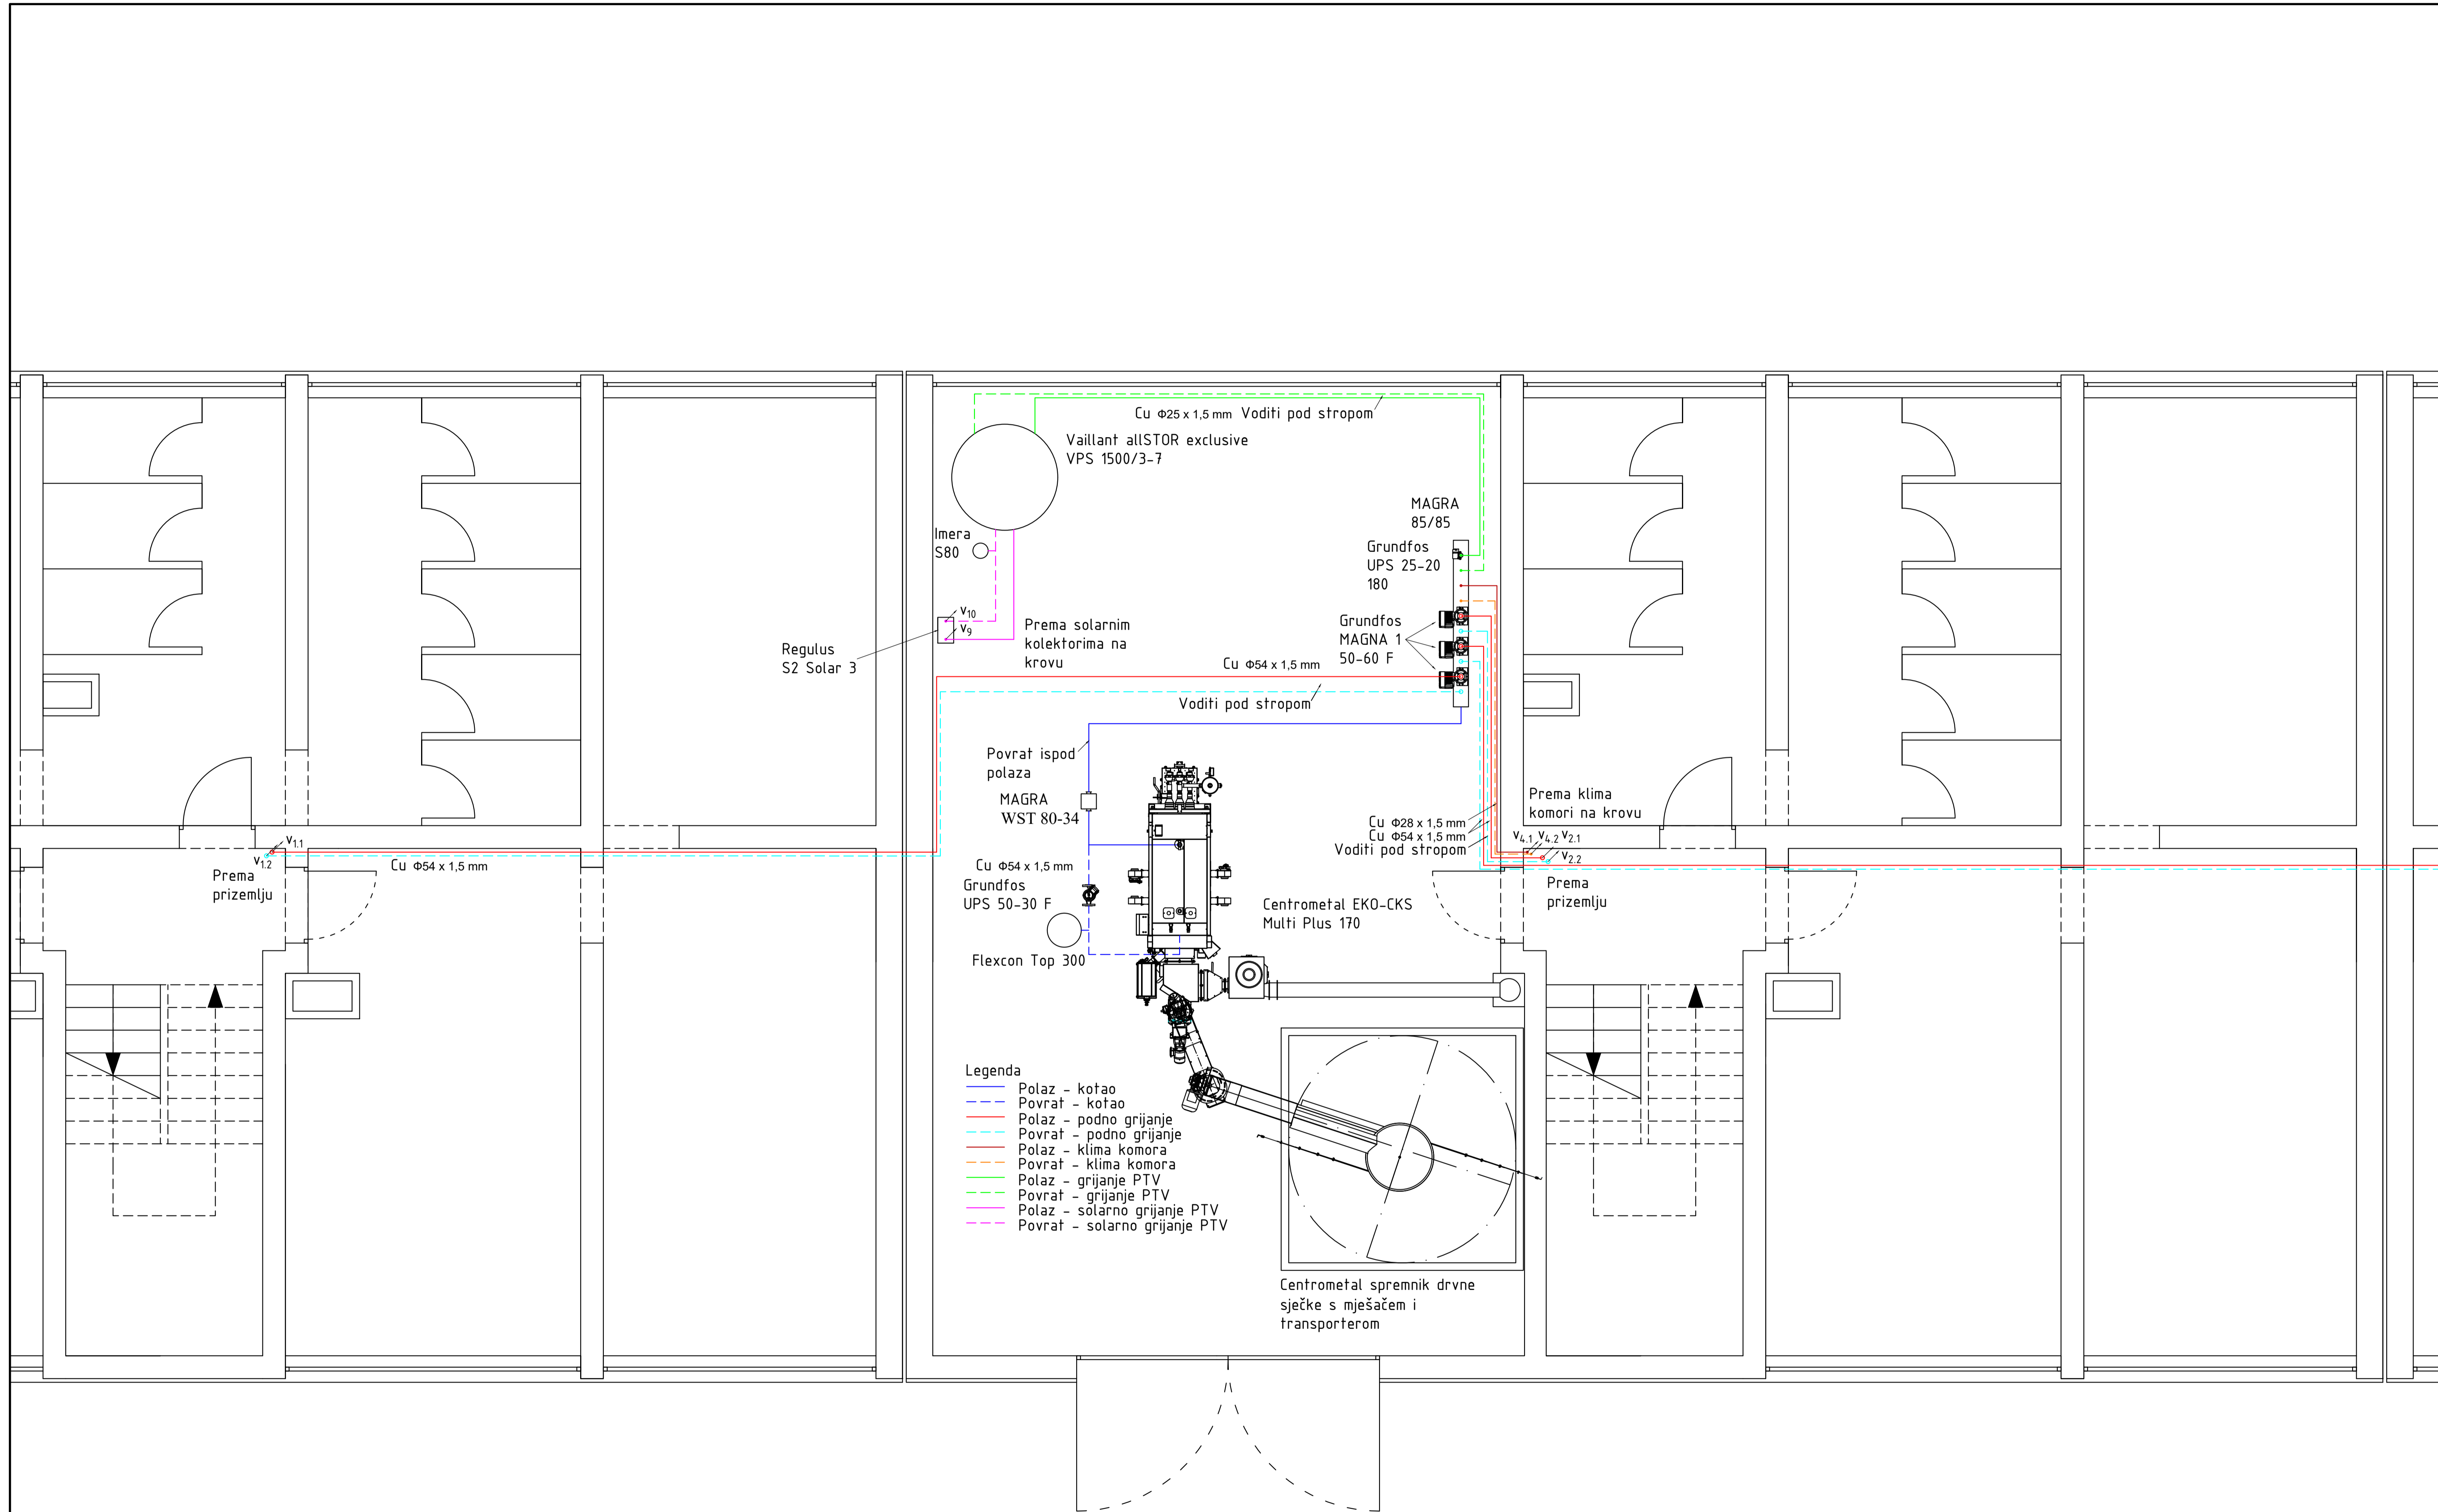 Cu Φ25 x 1,5 mm Voditi pod stropom
Vaillant allSTOR exclusive
VPS 1500/3-7
MAGRA
85/85
Imera
S80
Grundfos
UPS 25-20
180
V10
V9
Prema solarnim
kolektorima na
krovu
Grundfos
MAGNA 1
50-60 F
Regulus
S2 Solar 3
Cu Φ54 x 1,5 mm
Voditi pod stropom
Povrat ispod
polaza
MAGRA
WST 80-34
Prema klima
komori na krovu
Cu Φ28 x 1,5 mm
Cu Φ54 x 1,5 mm
Voditi pod stropom
V4.1 V4.2 V2.1
V2.2
V1.1
V1.2
Cu Φ54 x 1,5 mm
Prema
prizemlju
Cu Φ54 x 1,5 mm
Grundfos
UPS 50-30 F
Prema
prizemlju
Centrometal EKO-CKS
Multi Plus 170
Flexcon Top 300
Legenda
Polaz - kotao
Povrat - kotao
Polaz - podno grijanje
Povrat - podno grijanje
Polaz - klima komora
Povrat - klima komora
Polaz - grijanje PTV
Povrat - grijanje PTV
Polaz - solarno grijanje PTV
Povrat - solarno grijanje PTV
Centrometal spremnik drvne
sječke s mješačem i
transporterom